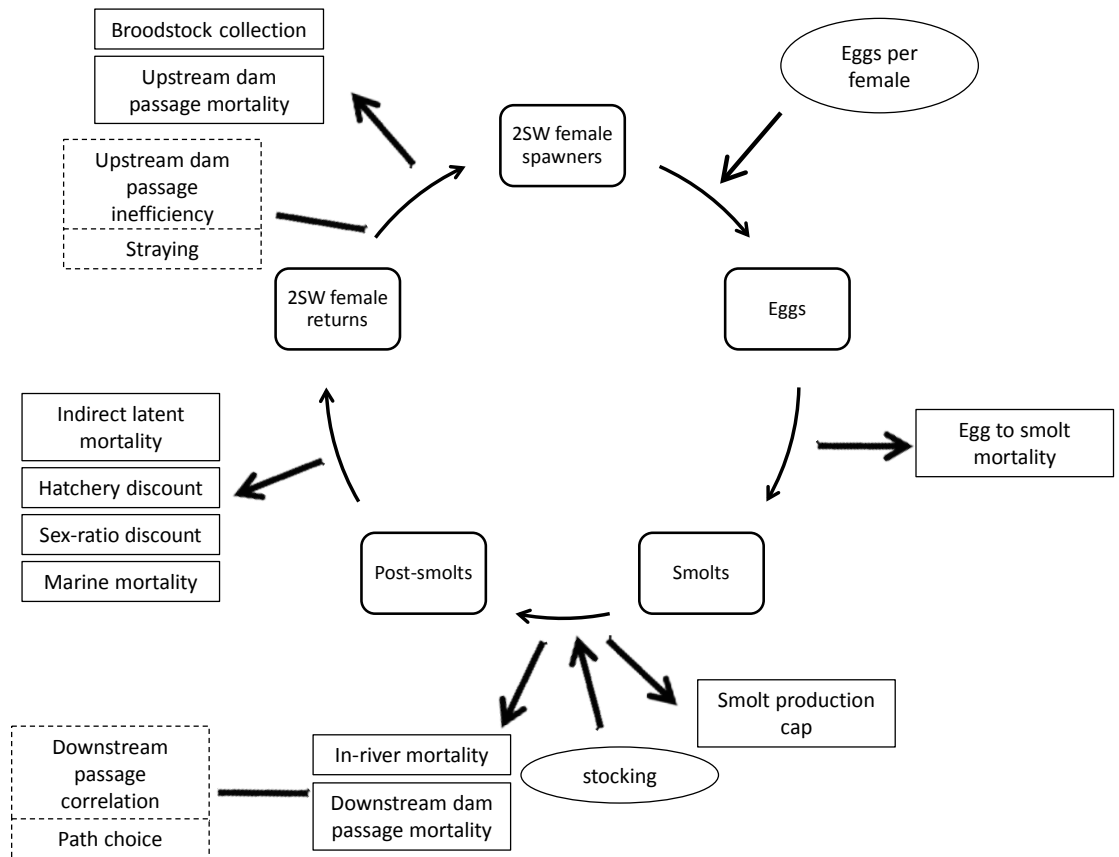 Broodstock collection
Upstream dam
passage mortality
Upstream dam
passage
inefficiency
Straying
Eggs per
female
2SW female
spawners
2SW female
returns
Eggs
Indirect latent
mortality
Hatchery discount
Sex-ratio discount
Marine mortality
Egg to smolt
mortality
Post-smolts
Smolts
Smolt production
cap
Downstream
passage
correlation
Path choice
In-river mortality
Downstream dam
passage mortality
stocking